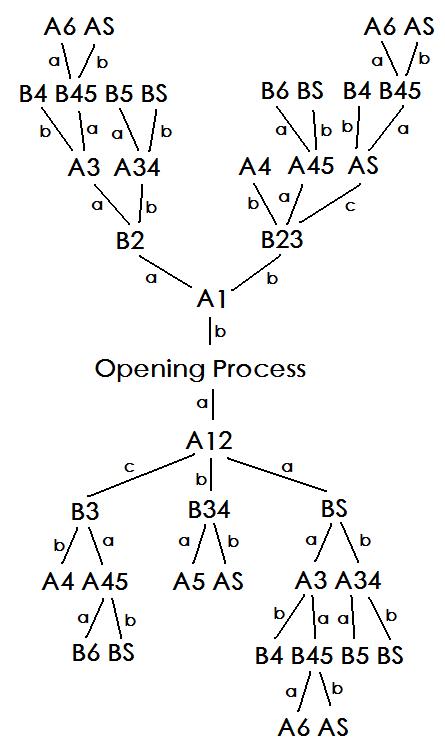 A6 AS A6 AS
a b a b
B4 B45 B5 BS B6 BS B4 B45
b a a b a b b a
A3 A34 A4 A45 AS
a b b a c
B2 B23
a b
A1
b
Opening Process
a
A12
c b a
B3 B34 BS
b a a b a b
A4 A45 A5 AS A3 A34
a b b a a b
B6 BS B4 B45 B5 BS
a b
A6 AS